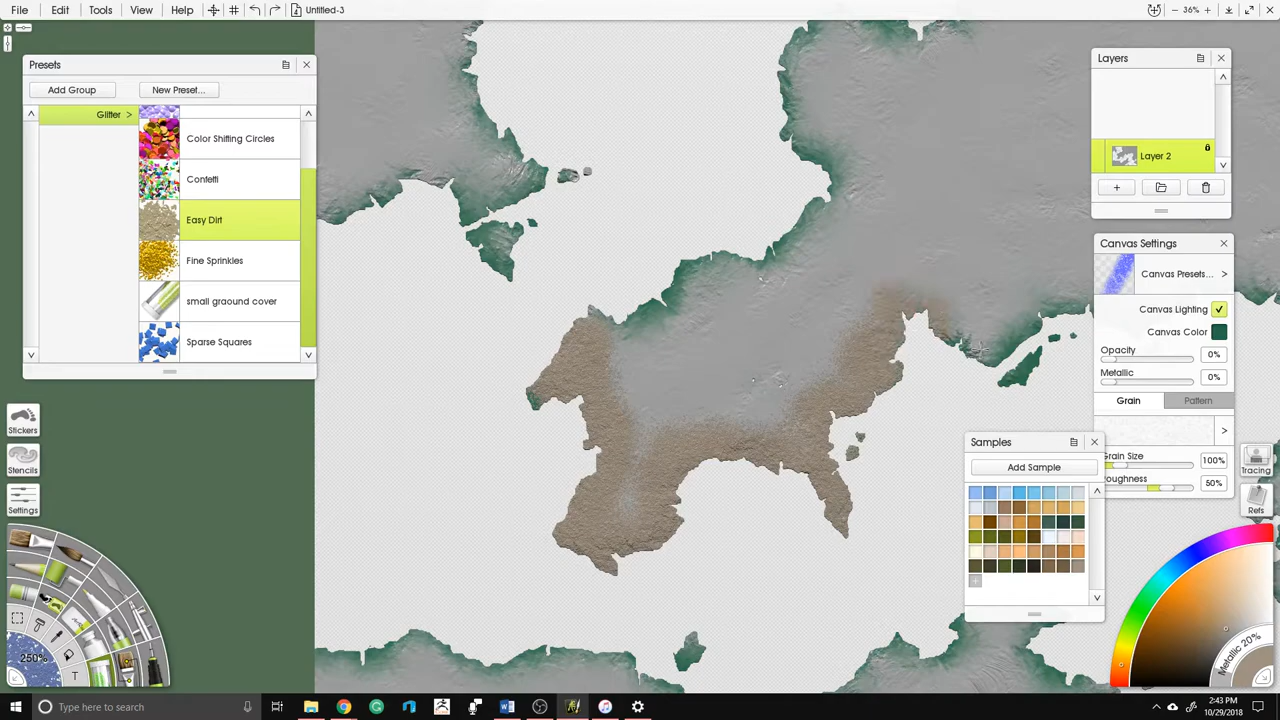 File Edit Tools View Help Untitled-3 36%
Presets
Add Group New Preset...
Glitter >
Color Shifting Circles
Confetti
Easy Dirt
Fine Sprinkles
small graound cover
Sparse Squares
Layers
Layer 2
Canvas Settings
Canvas Presets... >
Canvas Lighting
Canvas Color
Opacity 0%
Metallic 0%
Grain Pattern
Grain Size 100%
oughness 50%
Samples
Add Sample
Stickers
Stencils
Settings
Tracing
Refs
250%
T
Metallic 20%
Type here to search
2:43 PM
10/29/2018